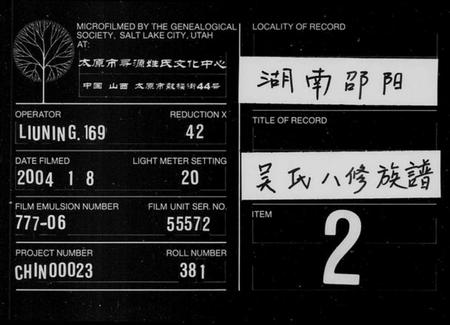 MICROFILMED BY THE GENEALOGICAL
SOCIETY, SALT LAKE CITY, UTAH
AT:
太原市寻源姓氏文化中心
中国 山西 太原市鼓楼街44号
OPERATOR
LIUNING.169
REDUCTION X
42
DATE FILMED
2004 1 8
LIGHT METER SETTING
20
FILM EMULSION NUMBER
777-06
FILM UNIT SER. NO.
55572
PROJECT NUMBER
CHIN00023
ROLL NUMBER
381
LOCALITY OF RECORD
湖南邵阳
TITLE OF RECORD
吴氏八修族譜
ITEM
2